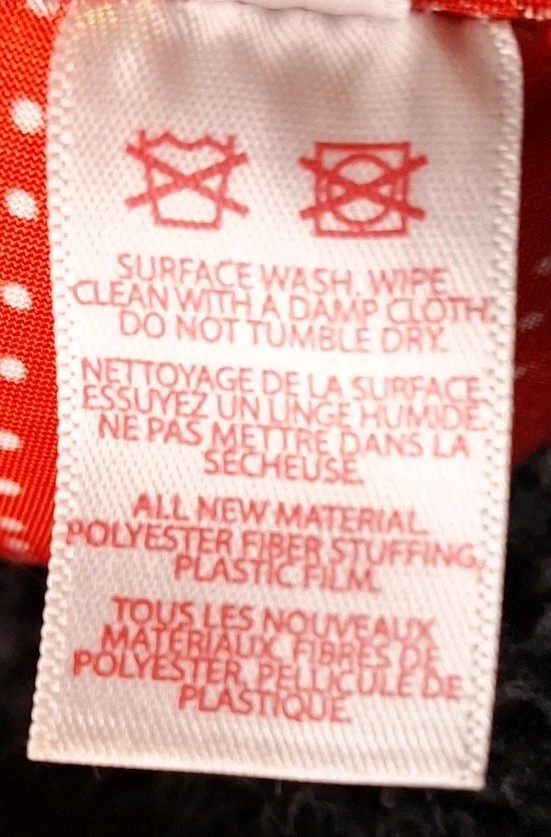 SURFACE WASH. WIPE
CLEAN WITH A DAMP CLOTH.
DO NOT TUMBLE DRY.
NETTOYAGE DE LA SURFACE.
ESSUYEZ UN LINGE HUMIDE.
NE PAS METTRE DANS LA
SÉCHEUSE.
ALL NEW MATERIAL.
POLYESTER FIBER STUFFING,
PLASTIC FILM.
TOUS LES NOUVEAUX
MATÉRIAUX. FIBRES DE
POLYESTER, PELLICULE DE
PLASTIQUE.